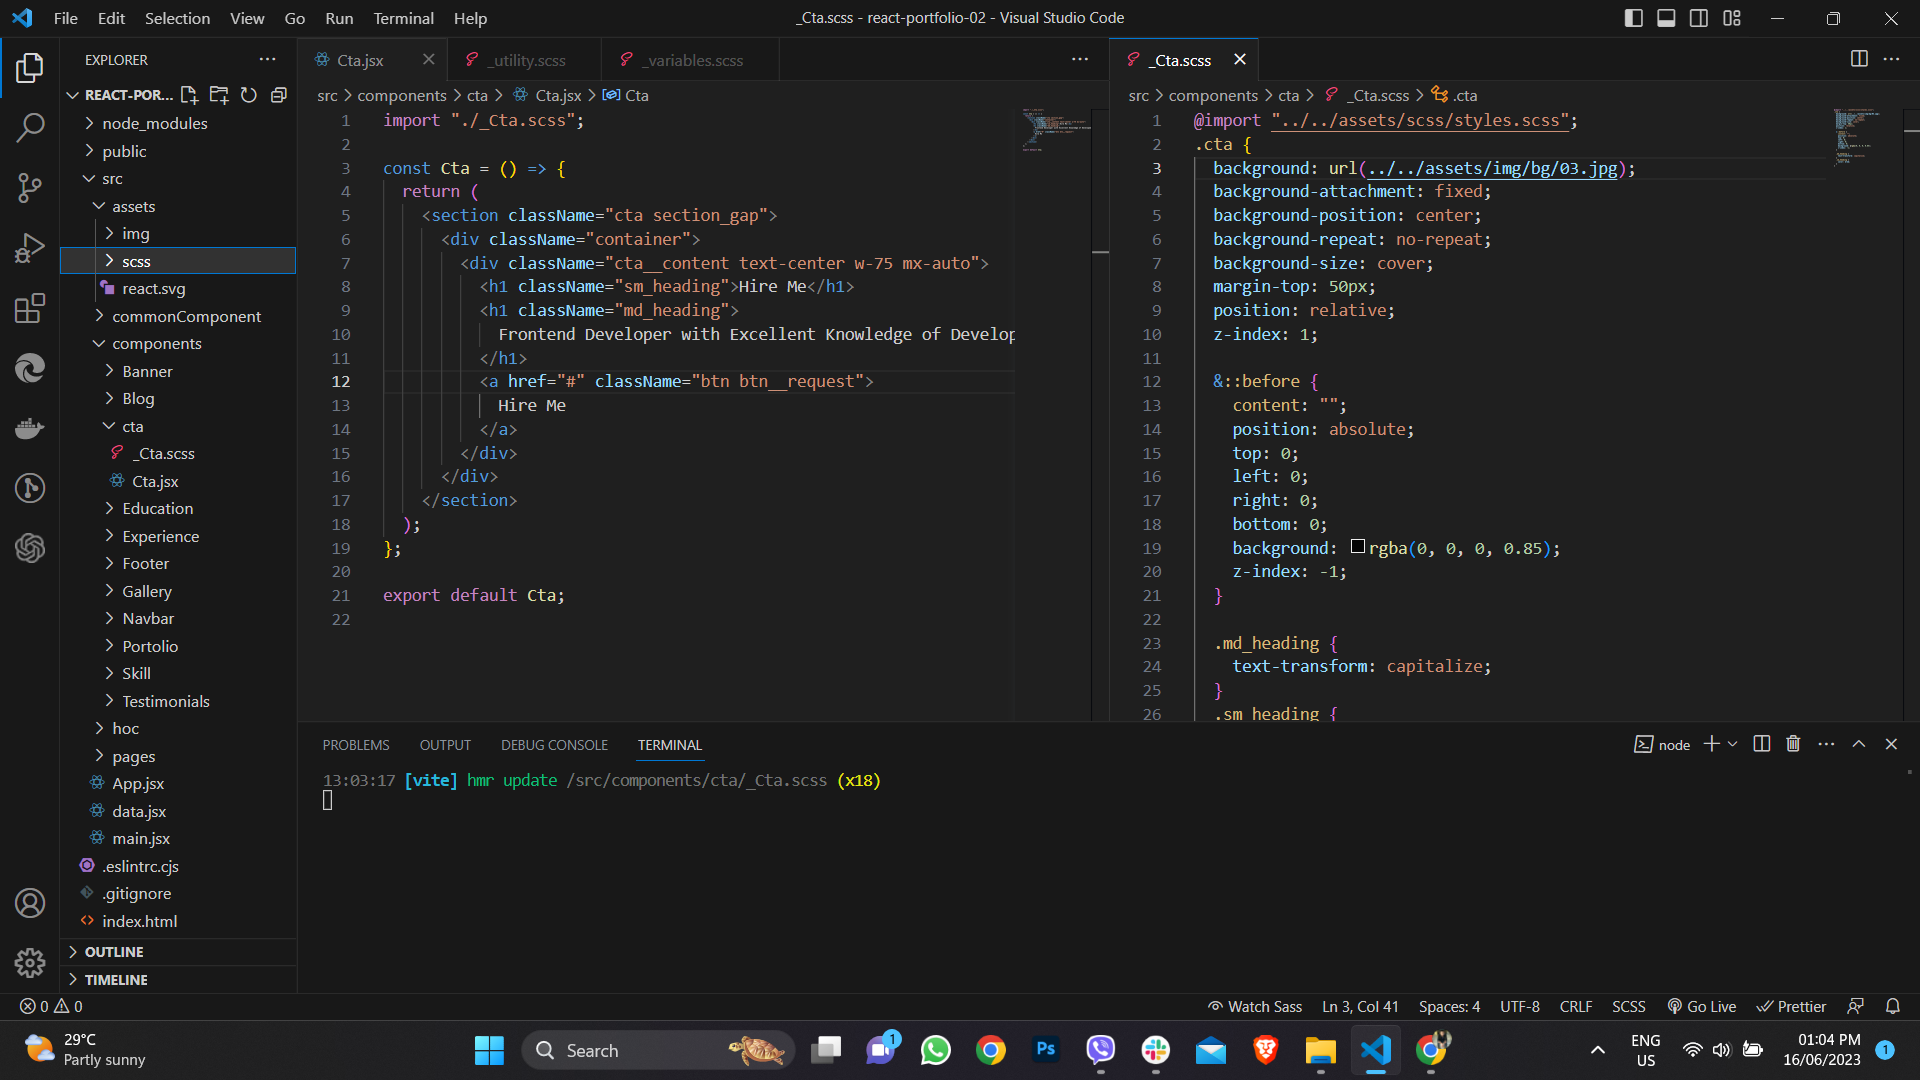 File Edit Selection View Go Run Terminal Help
_Cta.scss - react-portfolio-02 - Visual Studio Code
EXPLORER
REACT-POR...
node_modules
public
src
assets
img
scss
react.svg
commonComponent
components
Banner
Blog
cta
_Cta.scss
Cta.jsx
Education
Experience
Footer
Gallery
Navbar
Portolio
Skill
Testimonials
hoc
pages
App.jsx
data.jsx
main.jsx
.eslintrc.cjs
.gitignore
index.html
OUTLINE
TIMELINE
Cta.jsx _utility.scss _variables.scss
src > components > cta > Cta.jsx > Cta
1 import "./_Cta.scss";
2
3 const Cta = () => {
4 return (
5 <section className="cta section_gap">
6 <div className="container">
7 <div className="cta__content text-center w-75 mx-auto">
8 <h1 className="sm_heading">Hire Me</h1>
9 <h1 className="md_heading">
10 Frontend Developer with Excellent Knowledge of Develop
11 </h1>
12 <a href="#" className="btn btn__request">
13 Hire Me
14 </a>
15 </div>
16 </div>
17 </section>
18 );
19 };
20
21 export default Cta;
22
_Cta.scss
src > components > cta > _Cta.scss > .cta
1 @import "../../assets/scss/styles.scss";
2 .cta {
3 background: url(../../assets/img/bg/03.jpg);
4 background-attachment: fixed;
5 background-position: center;
6 background-repeat: no-repeat;
7 background-size: cover;
8 margin-top: 50px;
9 position: relative;
10 z-index: 1;
11
12 &::before {
13 content: "";
14 position: absolute;
15 top: 0;
16 left: 0;
17 right: 0;
18 bottom: 0;
19 background: rgba(0, 0, 0, 0.85);
20 z-index: -1;
21 }
22
23 .md_heading {
24 text-transform: capitalize;
25 }
26 .sm_heading {
PROBLEMS OUTPUT DEBUG CONSOLE TERMINAL
node
13:03:17 [vite] hmr update /src/components/cta/_Cta.scss (x18)
0 0
Watch Sass Ln 3, Col 41 Spaces: 4 UTF-8 CRLF SCSS Go Live Prettier
29°C
Partly sunny
Search
1
Ps
ENG
US
01:04 PM
16/06/2023
1